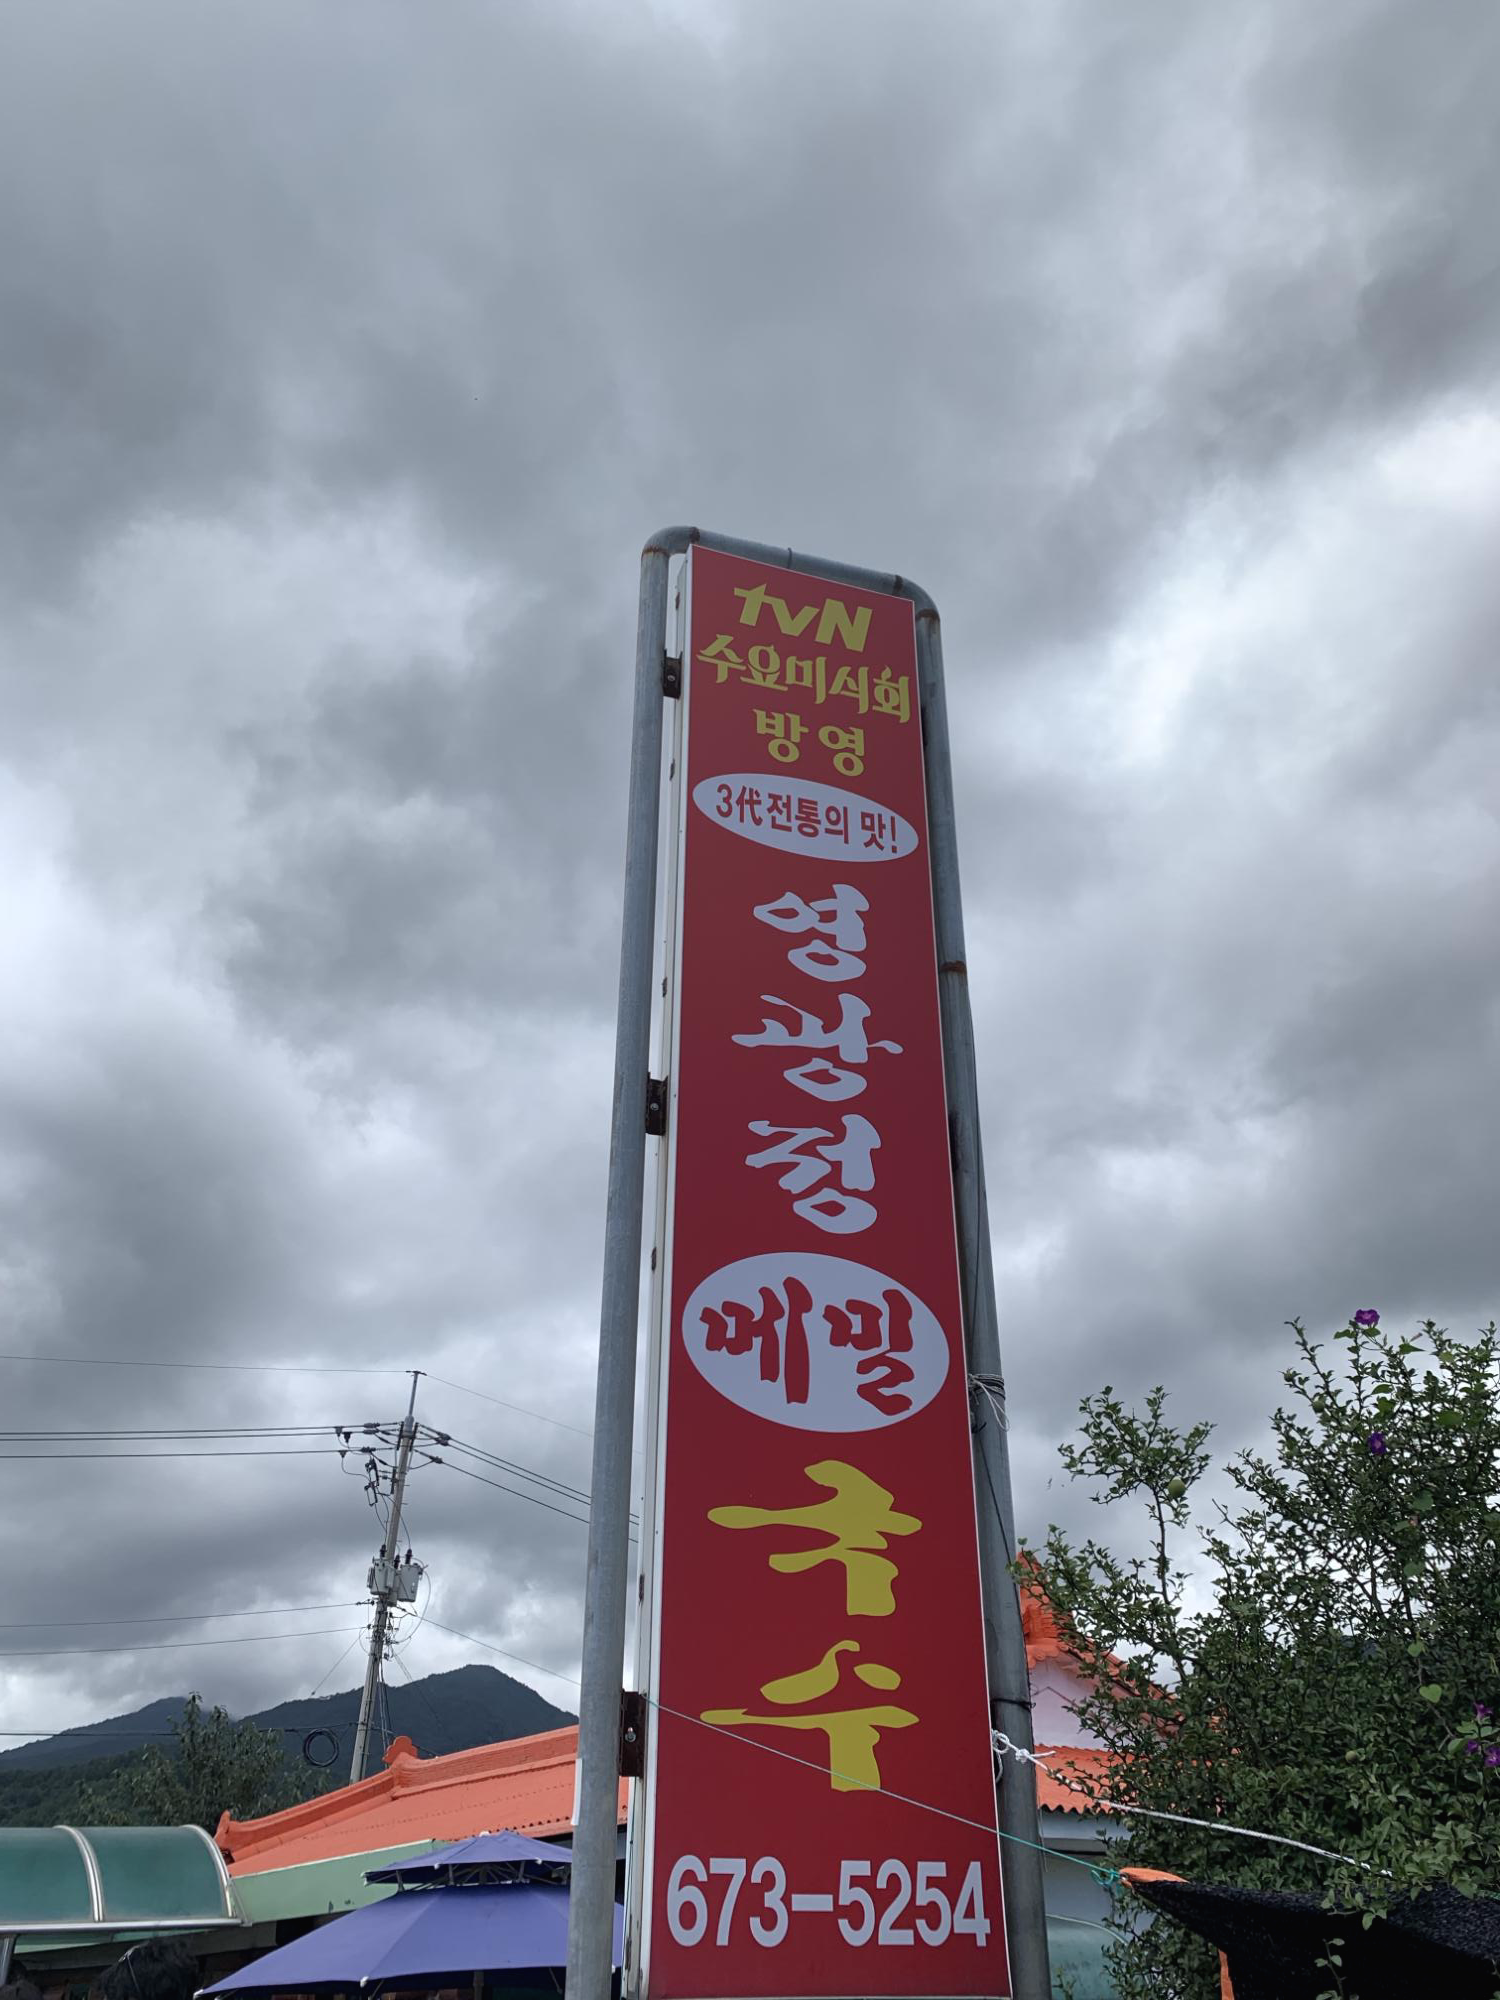 tvN
수요미식회
방영
3代전통의 맛!
영광정
메밀
국수
673-5254